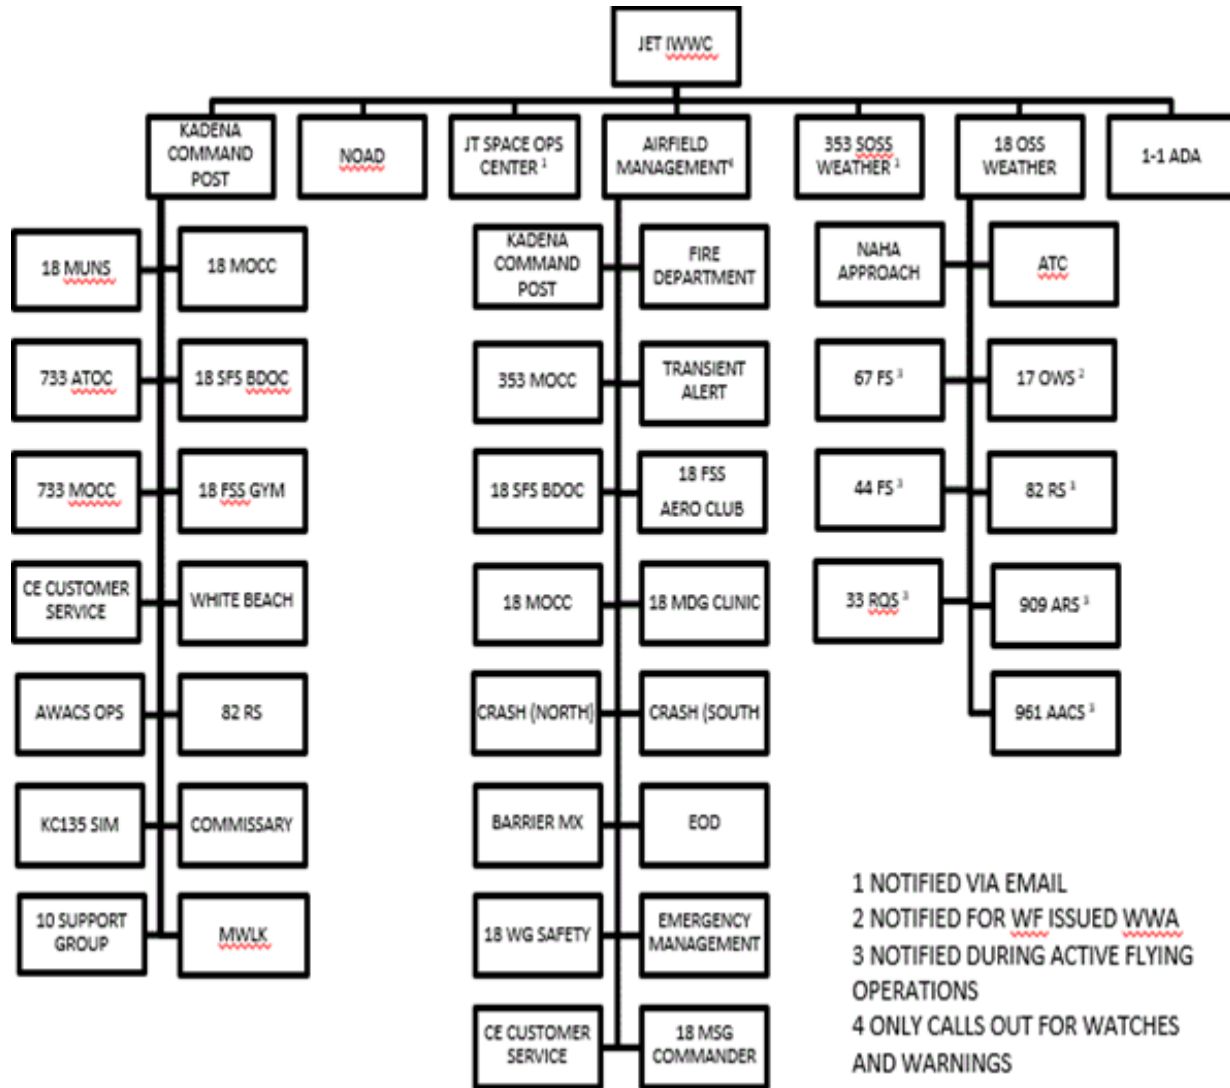 JET IWWC
KADENA
COMMAND
POST
NOAD
JT SPACE OPS
CENTER ¹
AIRFIELD
MANAGEMENT⁴
353 SOSS
WEATHER ¹
18 OSS
WEATHER
1-1 ADA
18 MUNS
18 MOCC
733 ATOC
18 SFS BDOC
733 MOCC
18 FSS GYM
CE CUSTOMER
SERVICE
WHITE BEACH
AWACS OPS
82 RS
KC135 SIM
COMMISSARY
10 SUPPORT
GROUP
MWLK
KADENA
COMMAND
POST
FIRE
DEPARTMENT
353 MOCC
TRANSIENT
ALERT
18 SFS BDOC
18 FSS
AERO CLUB
18 MOCC
18 MDG CLINIC
CRASH (NORTH)
CRASH (SOUTH
BARRIER MX
EOD
18 WG SAFETY
EMERGENCY
MANAGEMENT
CE CUSTOMER
SERVICE
18 MSG
COMMANDER
NAHA
APPROACH
ATC
67 FS ³
17 OWS ²
44 FS ³
82 RS ³
33 RQS ³
909 ARS ³
961 AACS ³
1 NOTIFIED VIA EMAIL
2 NOTIFIED FOR WF ISSUED WWA
3 NOTIFIED DURING ACTIVE FLYING
OPERATIONS
4 ONLY CALLS OUT FOR WATCHES
AND WARNINGS